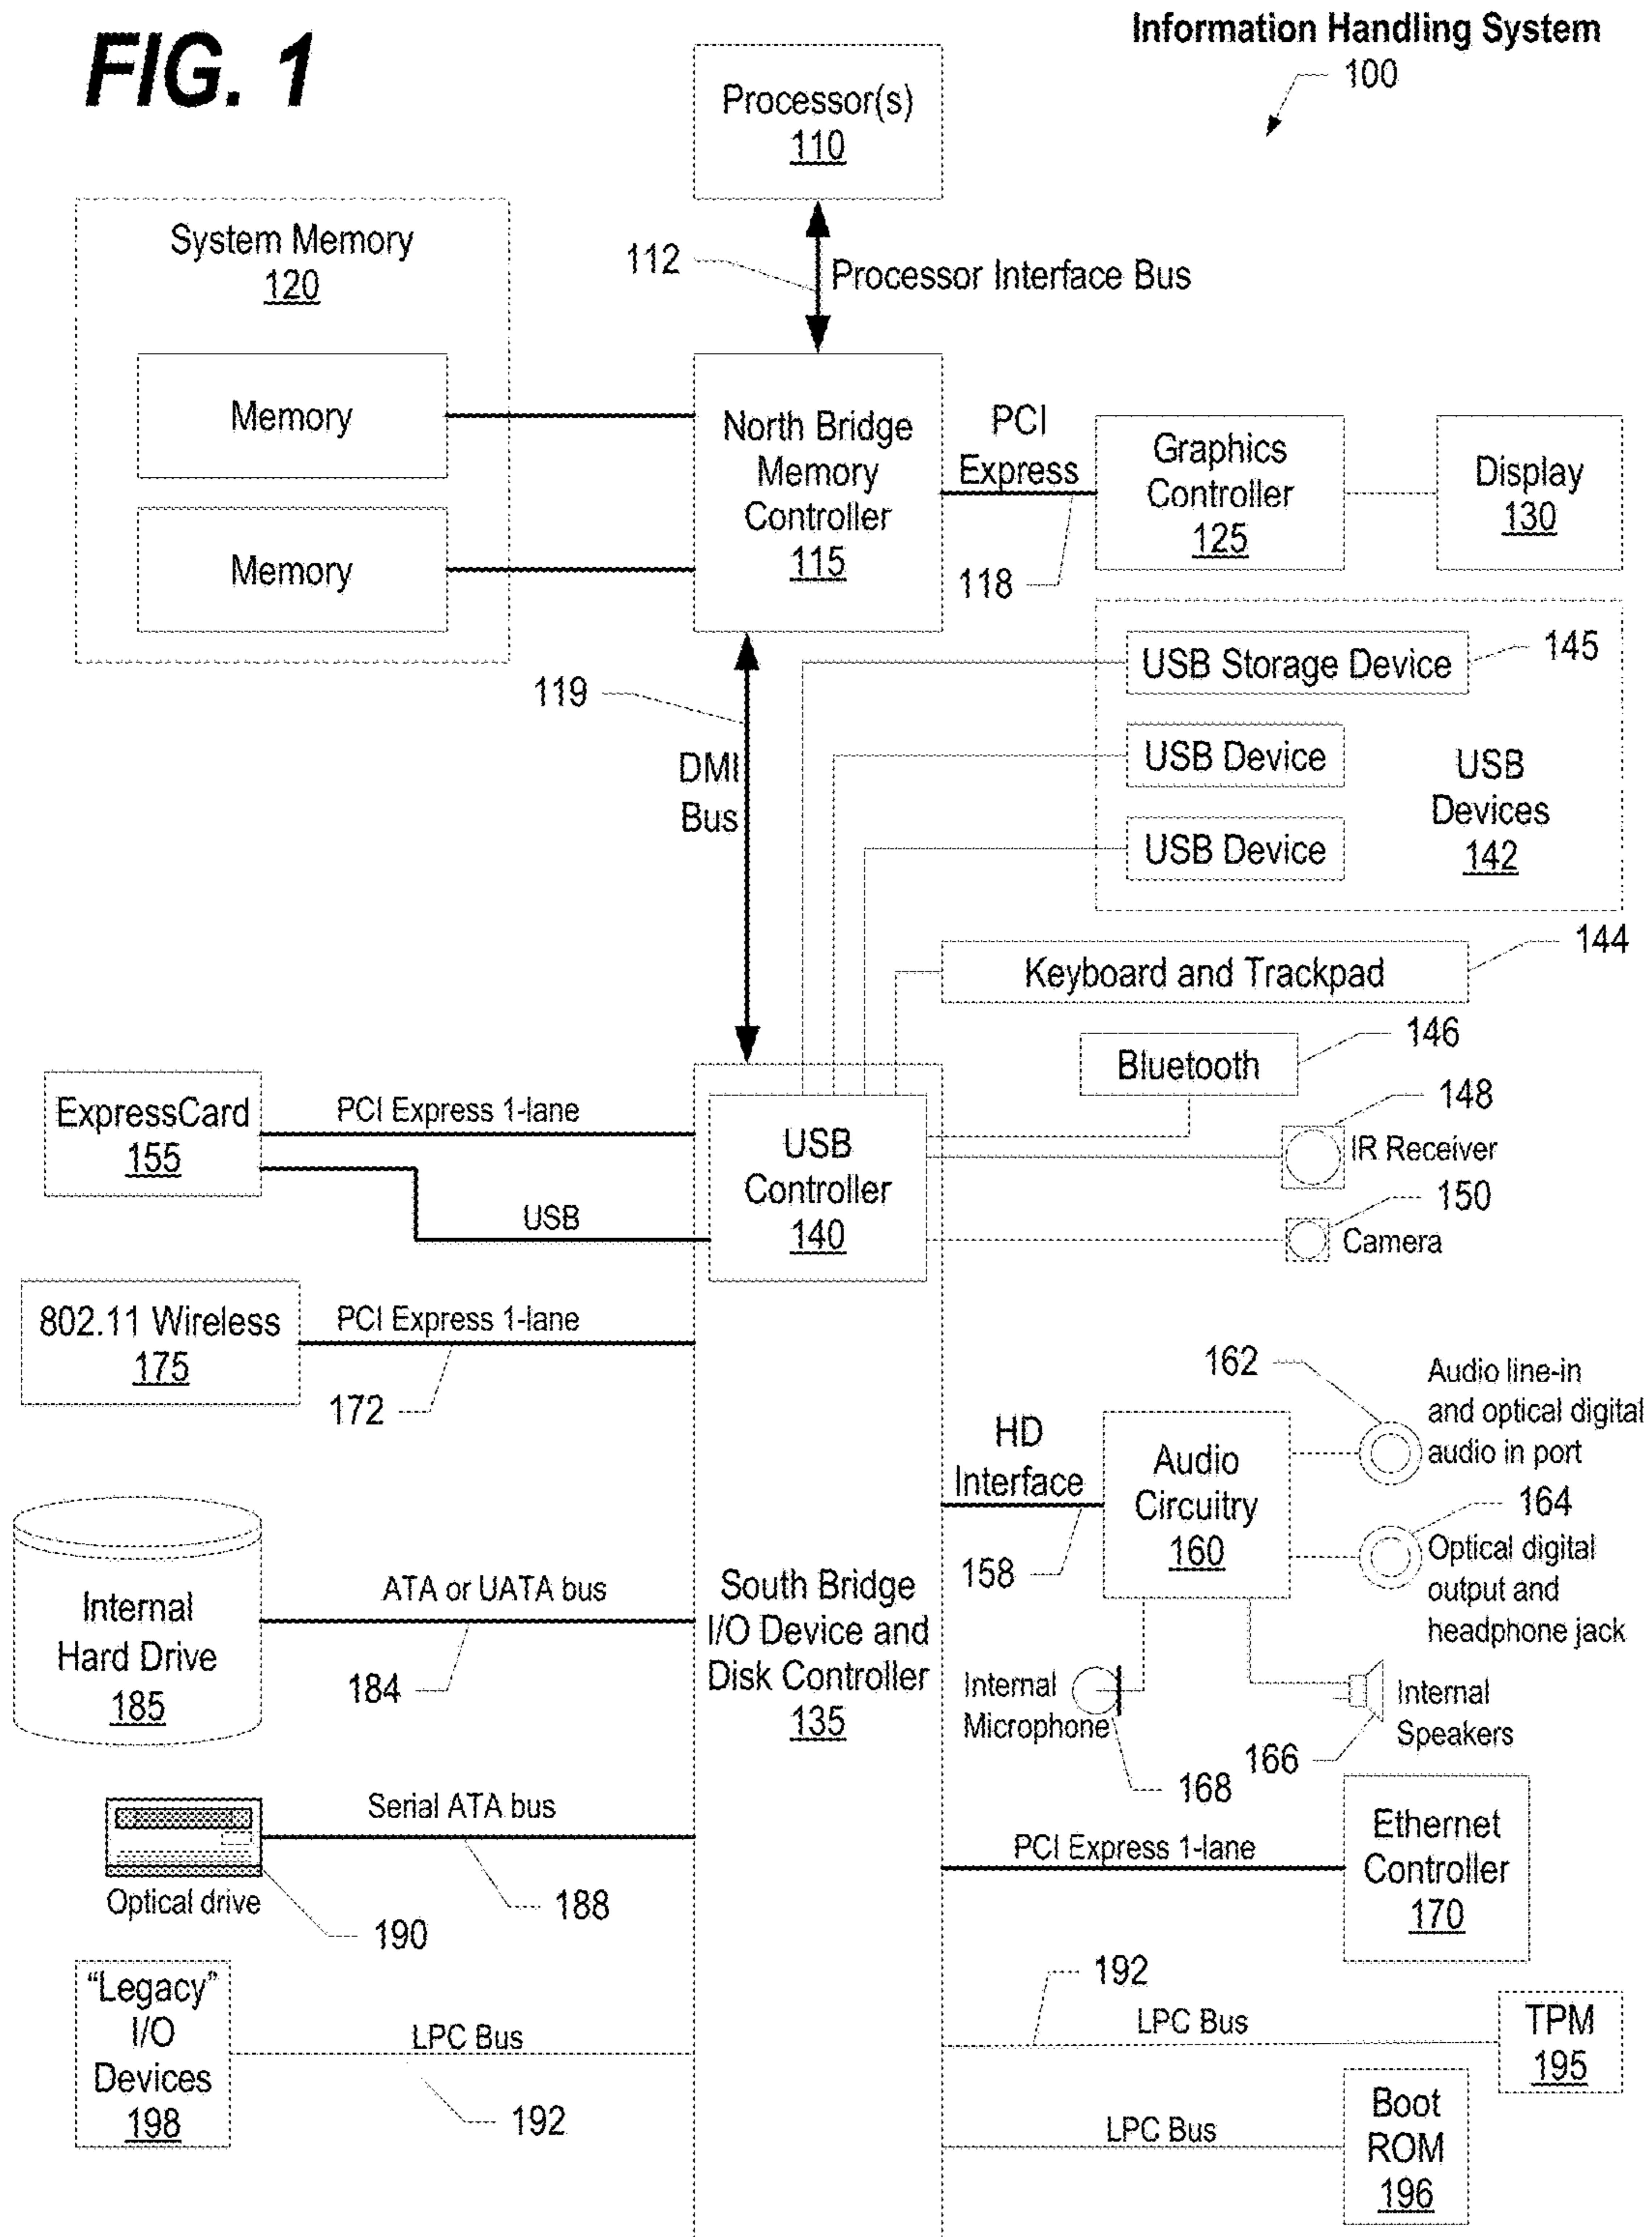 FIG. 1
Information Handling System
100
Processor(s)
110
System Memory
120
112
Processor Interface Bus
Memory
Memory
North Bridge
Memory
Controller
115
PCI
Express
118
Graphics
Controller
125
Display
130
119
DMI
Bus
USB Storage Device
145
USB Device
USB Device
USB
Devices
142
144
Keyboard and Trackpad
146
Bluetooth
148
IR Receiver
150
Camera
ExpressCard
155
PCI Express 1-lane
USB
USB
Controller
140
802.11 Wireless
175
PCI Express 1-lane
172
162
Audio line-in
and optical digital
audio in port
HD
Interface
158
Audio
Circuitry
160
164
Optical digital
output and
headphone jack
Internal
Hard Drive
185
ATA or UATA bus
184
South Bridge
I/O Device and
Disk Controller
135
Internal
Microphone
168
166
Internal
Speakers
Serial ATA bus
188
Optical drive
190
PCI Express 1-lane
Ethernet
Controller
170
"Legacy"
I/O
Devices
198
LPC Bus
192
192
LPC Bus
TPM
195
LPC Bus
Boot
ROM
196